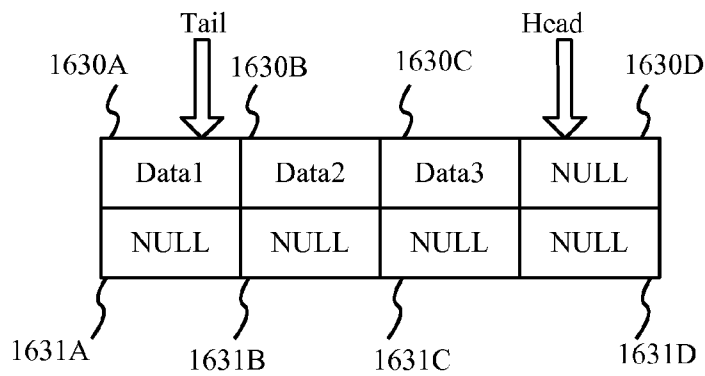 Tail Head
1630A 1630B 1630C 1630D
Data1 Data2 Data3 NULL
NULL NULL NULL NULL
1631A 1631B 1631C 1631D